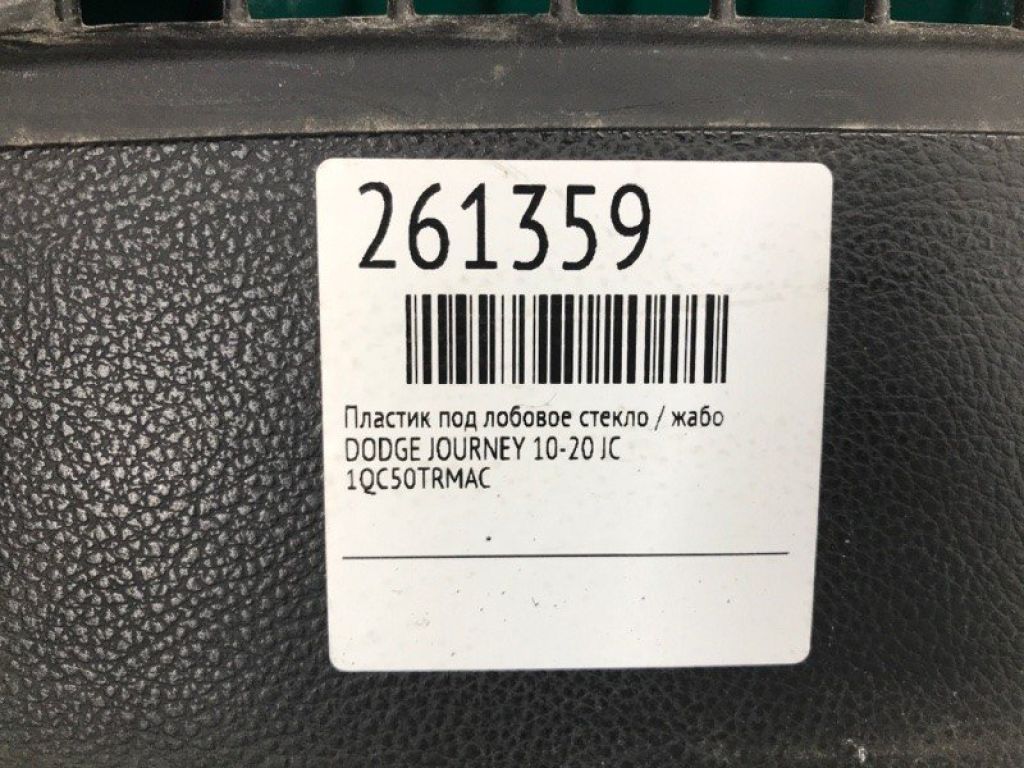 261359
Пластик под лобовое стекло / жабо
DODGE JOURNEY 10-20 JC
1QC50TRMAC